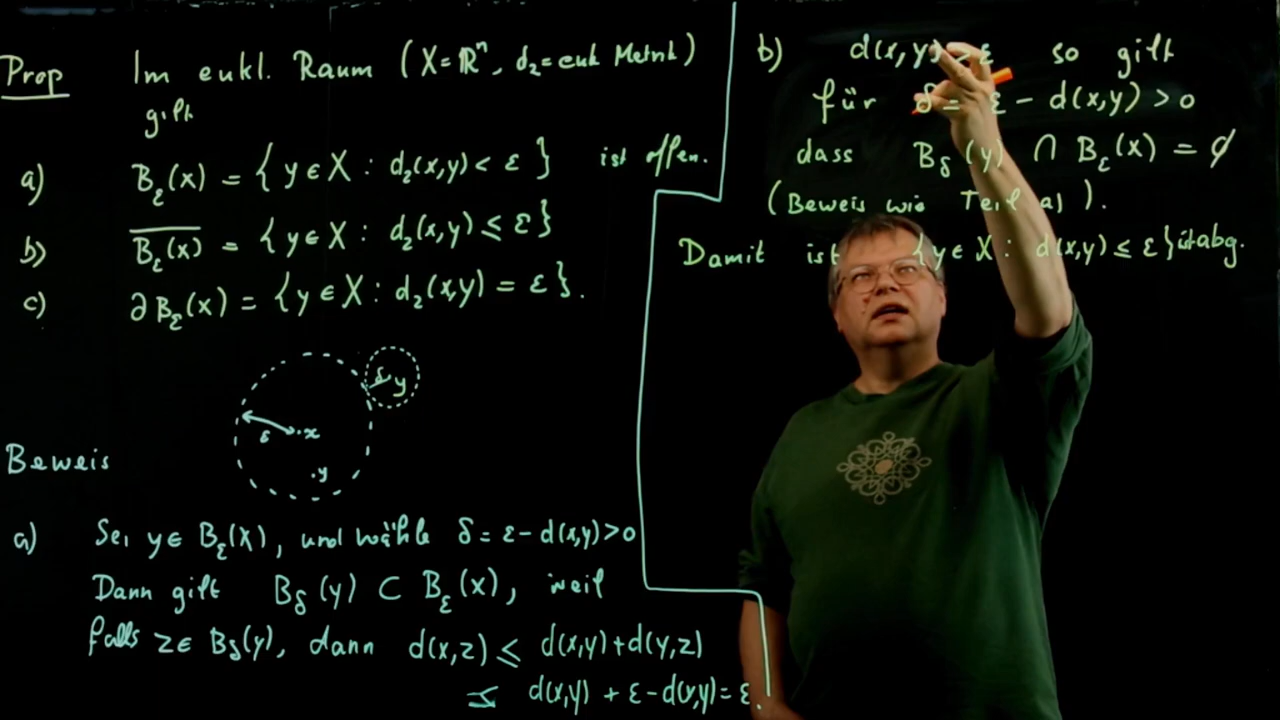 Prop Im eukl. Raum (X=ℝⁿ, d₂=euk Metrik)
gilt
a) B_ε(x) = { y∈X : d₂(x,y) < ε } ist offen.
b) \overline{B_ε(x)} = { y∈X : d₂(x,y) ≤ ε }
c) ∂B_ε(x) = { y∈X : d₂(x,y) = ε }.
δ y
ε x
y
Beweis
a) Sei y∈ B_ε(x), und wähle δ = ε - d(x,y) > 0
Dann gilt B_δ(y) ⊂ B_ε(x), weil
falls z∈ B_δ(y), dann d(x,z) ≤ d(x,y)+d(y,z)
≤ d(x,y) + ε-d(x,y) = ε.
b) d(x,y) > ε so gilt
für δ = ε - d(x,y) > 0
dass B_δ(y) ∩ B_ε(x) = ∅
(Beweis wie Teil a)).
Damit ist { y∈X : d(x,y) ≤ ε } ist abg.